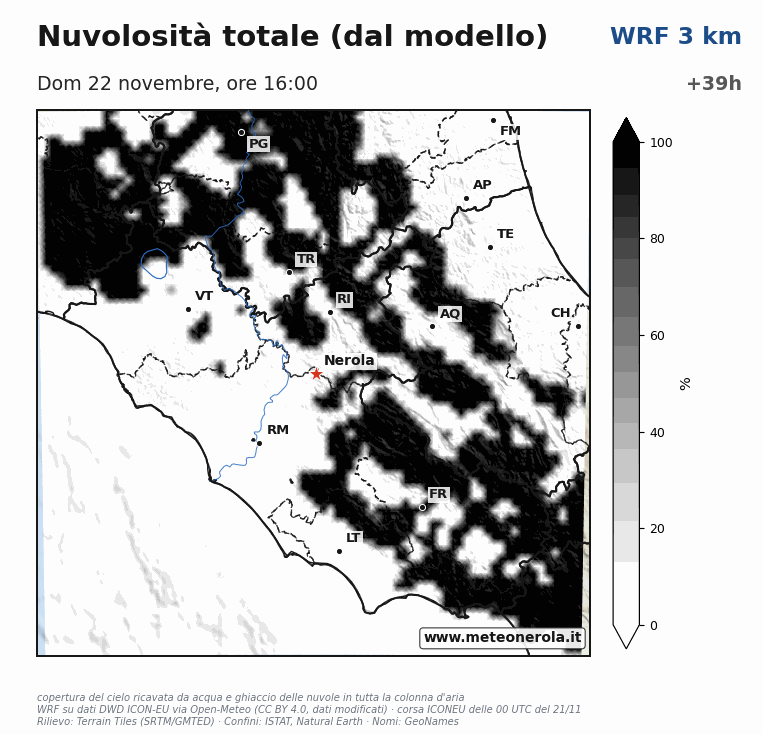 Nuvolosità totale (dal modello)
WRF 3 km
Dom 22 novembre, ore 16:00
+39h
FM
PG
AP
TE
TR
VT
RI
AQ
CH
Nerola
RM
FR
LT
100
80
60
40
20
0
%
www.meteonerola.it
copertura del cielo ricavata da acqua e ghiaccio delle nuvole in tutta la colonna d'aria
WRF su dati DWD ICON-EU via Open-Meteo (CC BY 4.0, dati modificati) · corsa ICONEU delle 00 UTC del 21/11
Rilievo: Terrain Tiles (SRTM/GMTED) · Confini: ISTAT, Natural Earth · Nomi: GeoNames